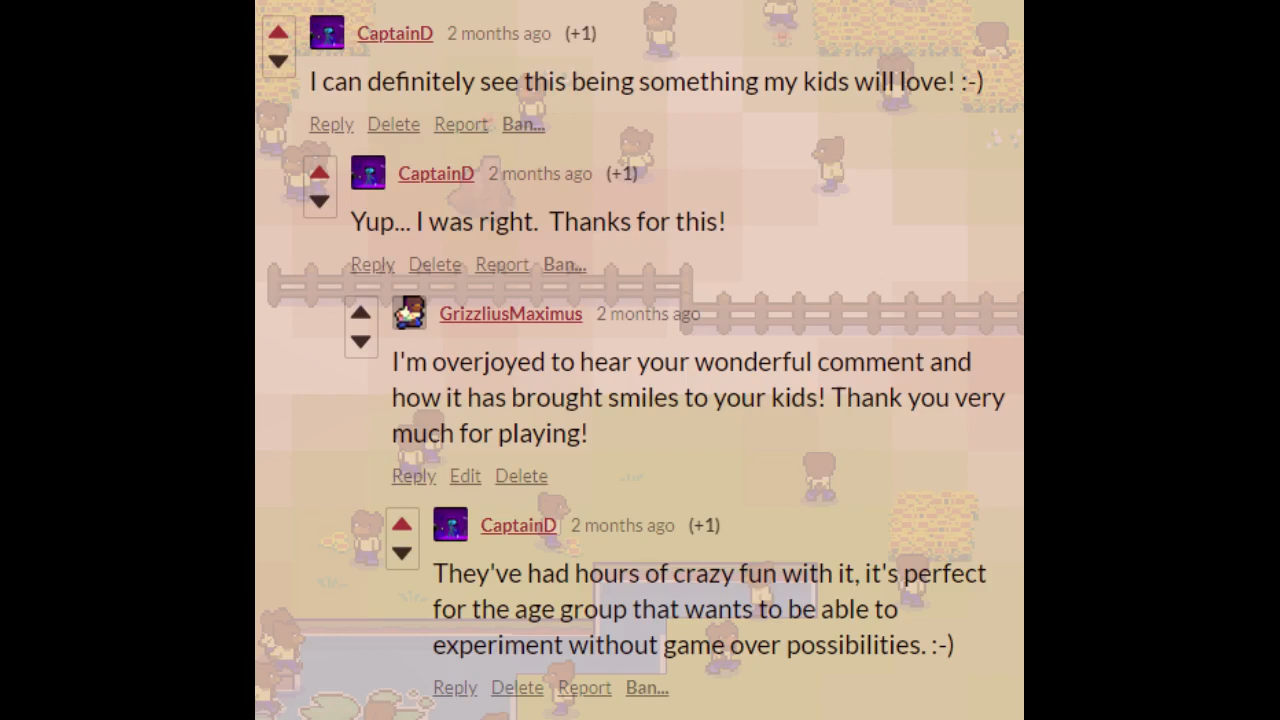 CaptainD 2 months ago (+1)
I can definitely see this being something my kids will love! :-)
Reply Delete Report Ban...
CaptainD 2 months ago (+1)
Yup... I was right.  Thanks for this!
Reply Delete Report Ban...
GrizzliusMaximus 2 months ago
I'm overjoyed to hear your wonderful comment and
how it has brought smiles to your kids! Thank you very
much for playing!
Reply Edit Delete
CaptainD 2 months ago (+1)
They've had hours of crazy fun with it, it's perfect
for the age group that wants to be able to
experiment without game over possibilities. :-)
Reply Delete Report Ban...